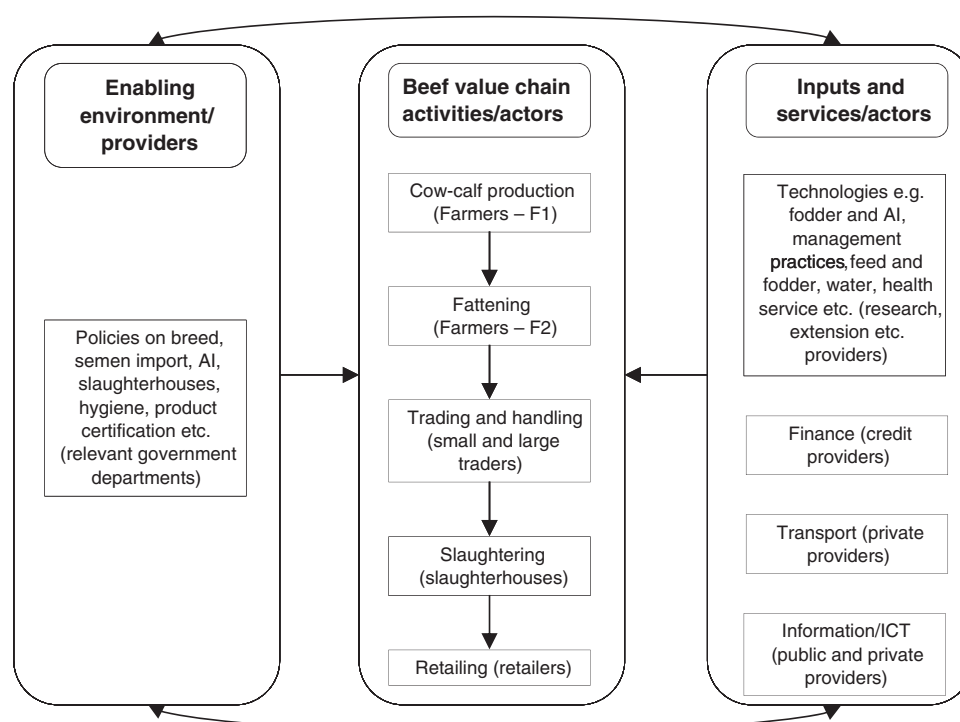 Enabling
environment/
providers
Policies on breed,
semen import, AI,
slaughterhouses,
hygiene, product
certification etc.
(relevant government
departments)
Beef value chain
activities/actors
Cow-calf production
(Farmers – F1)
Fattening
(Farmers – F2)
Trading and handling
(small and large
traders)
Slaughtering
(slaughterhouses)
Retailing (retailers)
Inputs and
services/actors
Technologies e.g.
fodder and AI,
management
practices, feed and
fodder, water, health
service etc. (research,
extension etc.
providers)
Finance (credit
providers)
Transport (private
providers)
Information/ICT
(public and private
providers)